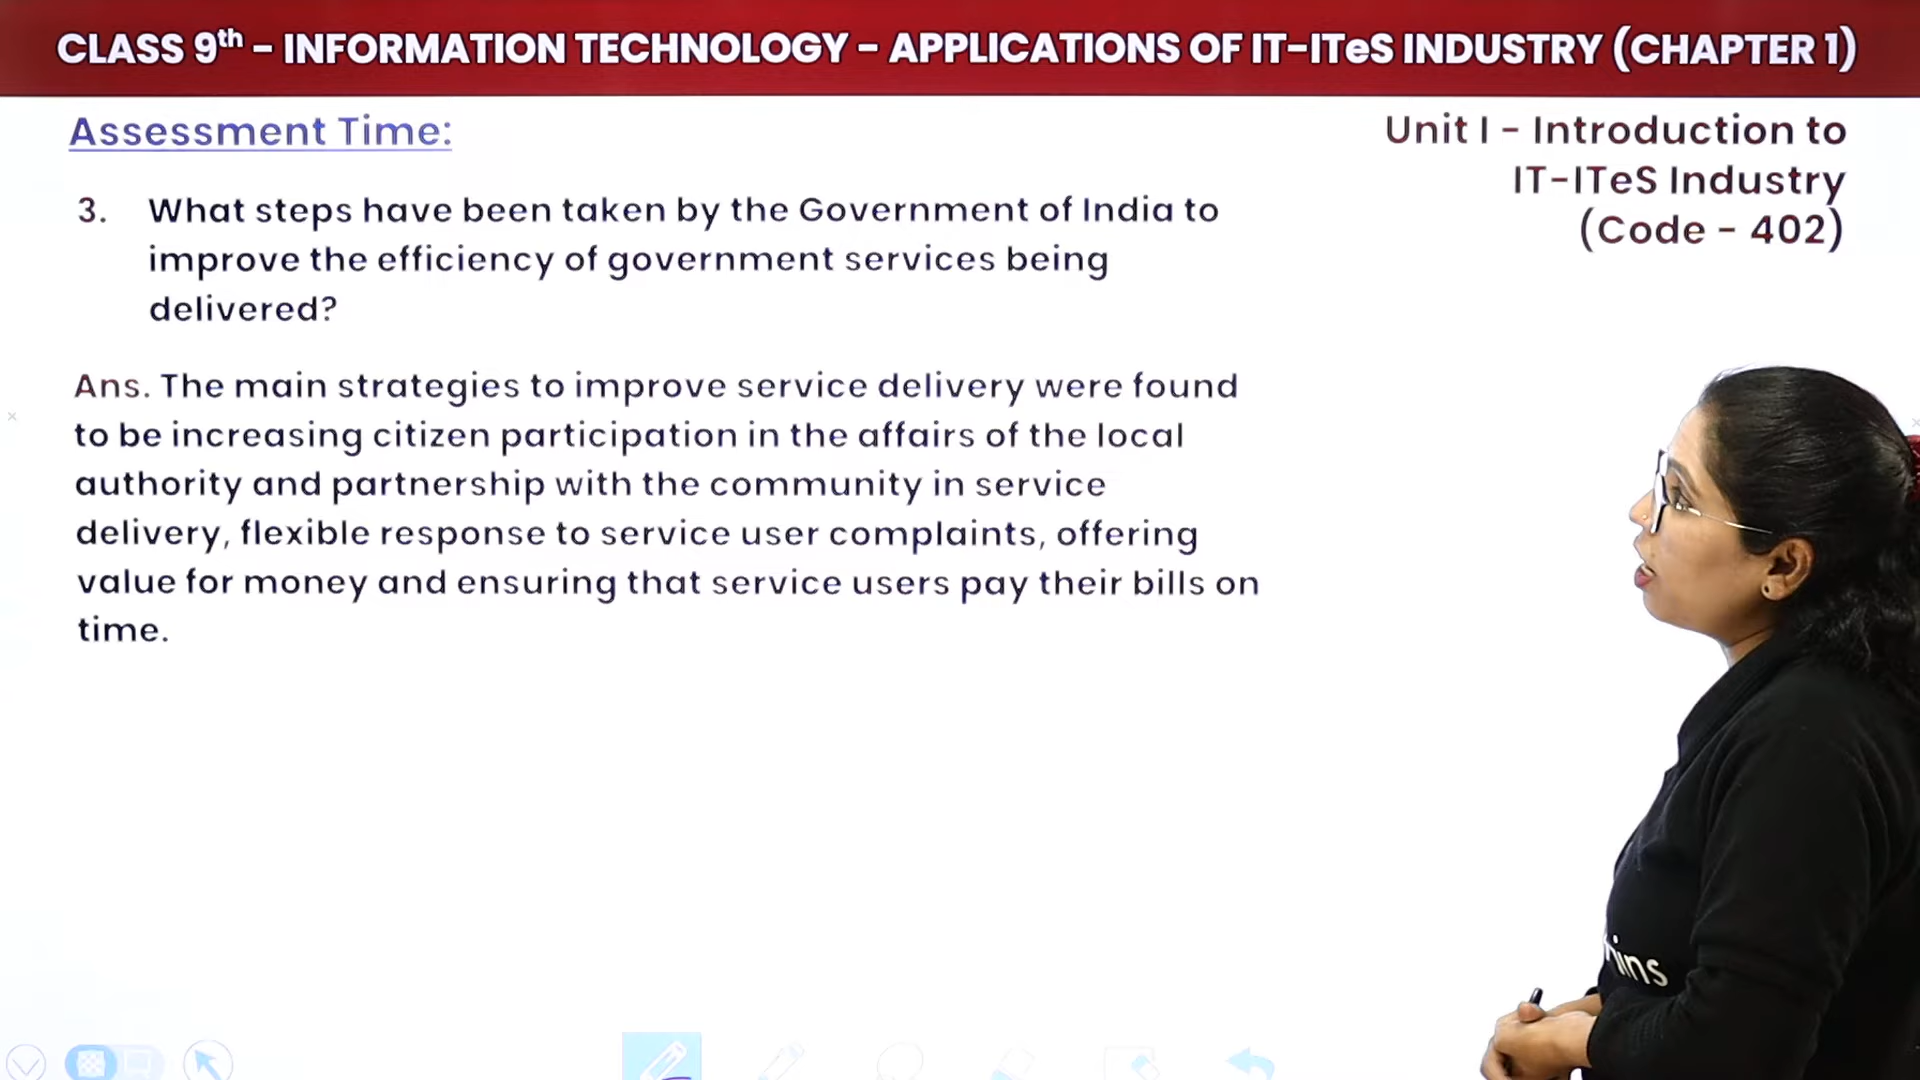 CLASS 9th - INFORMATION TECHNOLOGY - APPLICATIONS OF IT-ITeS INDUSTRY (CHAPTER 1)
Assessment Time:
Unit I - Introduction to
IT-ITeS Industry
(Code - 402)
3. What steps have been taken by the Government of India to
improve the efficiency of government services being
delivered?
Ans. The main strategies to improve service delivery were found
to be increasing citizen participation in the affairs of the local
authority and partnership with the community in service
delivery, flexible response to service user complaints, offering
value for money and ensuring that service users pay their bills on
time.